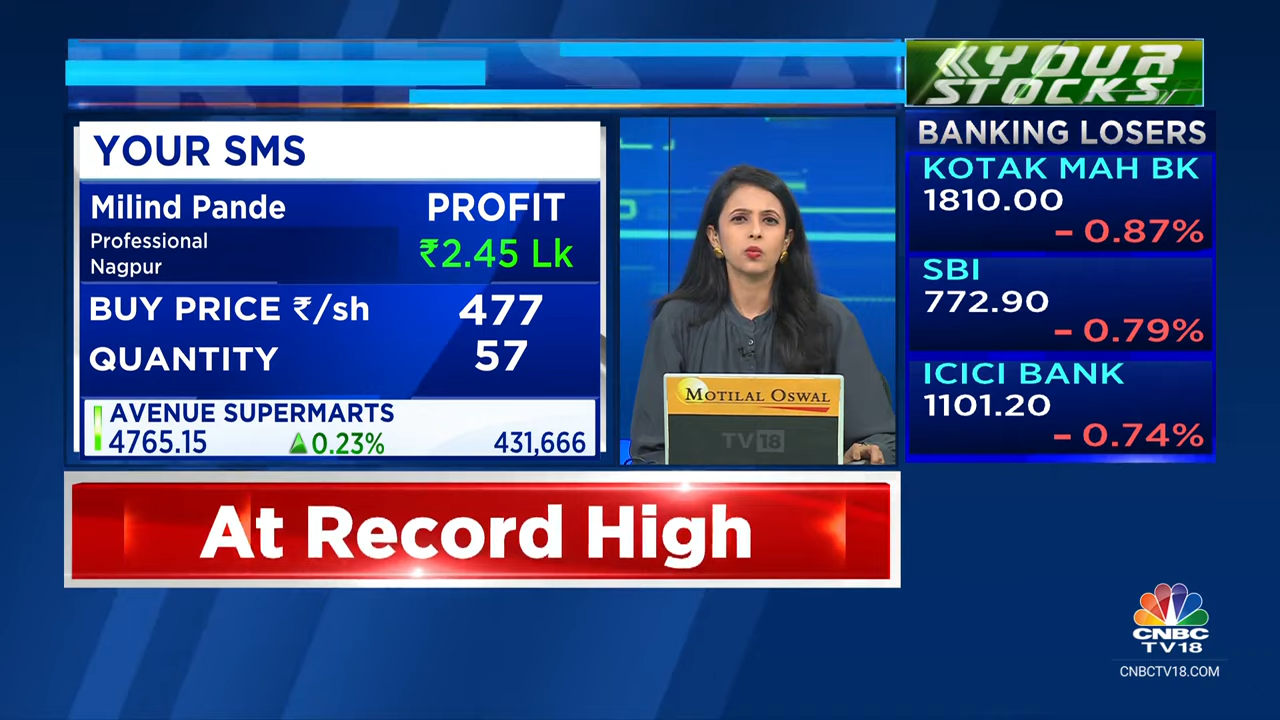 YOUR STOCKS
YOUR SMS
Milind Pande
Professional
Nagpur
PROFIT
₹2.45 Lk
BUY PRICE ₹/sh 477
QUANTITY 57
AVENUE SUPERMARTS
4765.15 0.23% 431,666
MOTILAL OSWAL
TV18
BANKING LOSERS
KOTAK MAH BK
1810.00
- 0.87%
SBI
772.90
- 0.79%
ICICI BANK
1101.20
- 0.74%
At Record High
CNBC
TV18
CNBCTV18.COM